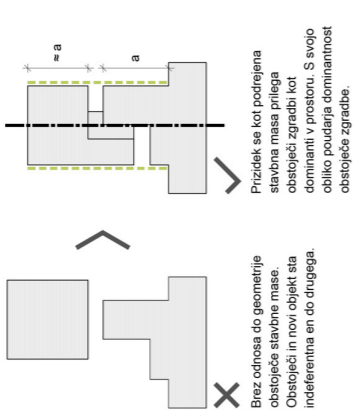 ≈ a
a
Brez odnosa do geometrije
obstoječe stavbne mase.
Obstoječi in novi objekt sta
indeferentna en do drugega.
Prizidek se kot podrejena
stavbna masa prilega
obstoječi zgradbi kot
dominanti v prostoru. S svojo
obliko poudarja dominantnost
obstoječe zgradbe.